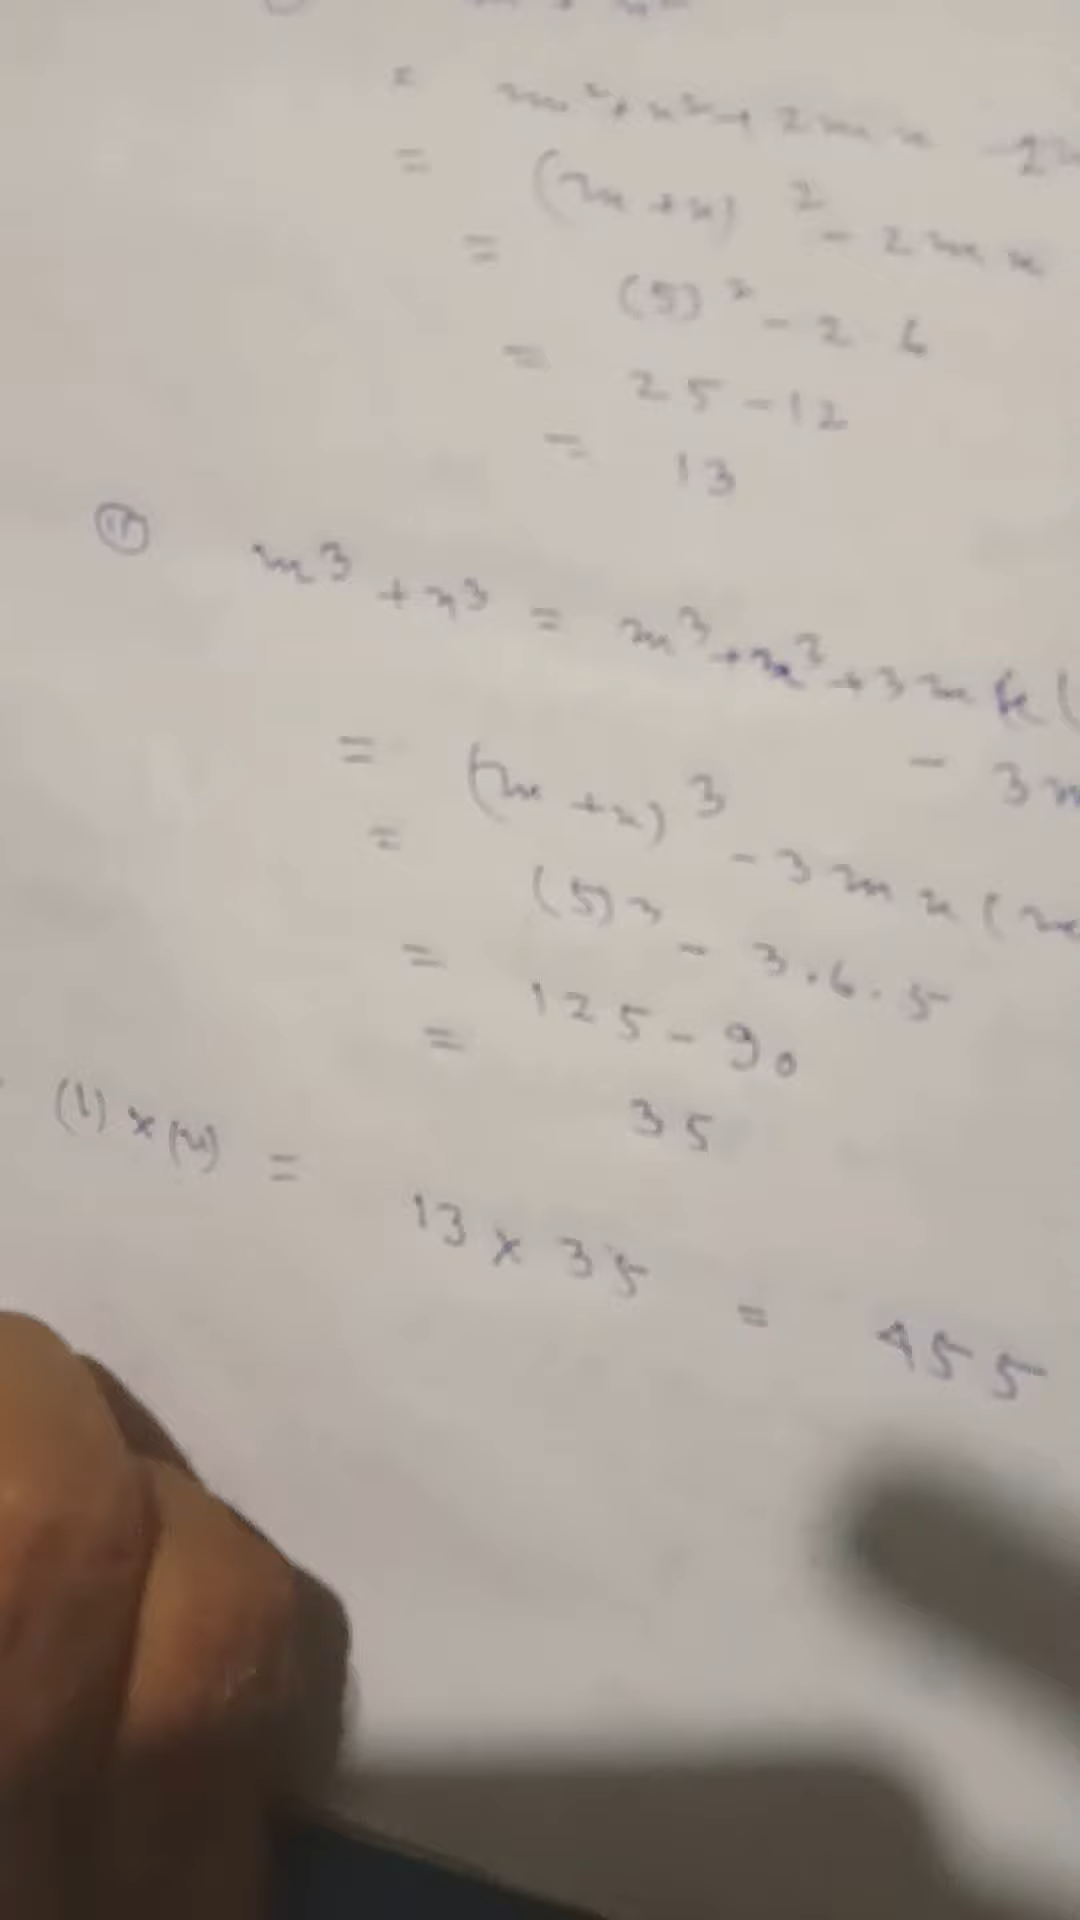 = m² + n² + 2mn - 2
= (m + n)² - 2mn
= (5)² - 2 6
= 25 - 12
= 13
(ii) m³ + n³ = m³ + n³ + 3mn (
- 3m
= (m + n)³ - 3mn (m
= (5)³ - 3.6.5
= 125 - 90
= 35
(i) × (ii) = 13 × 35 = 455